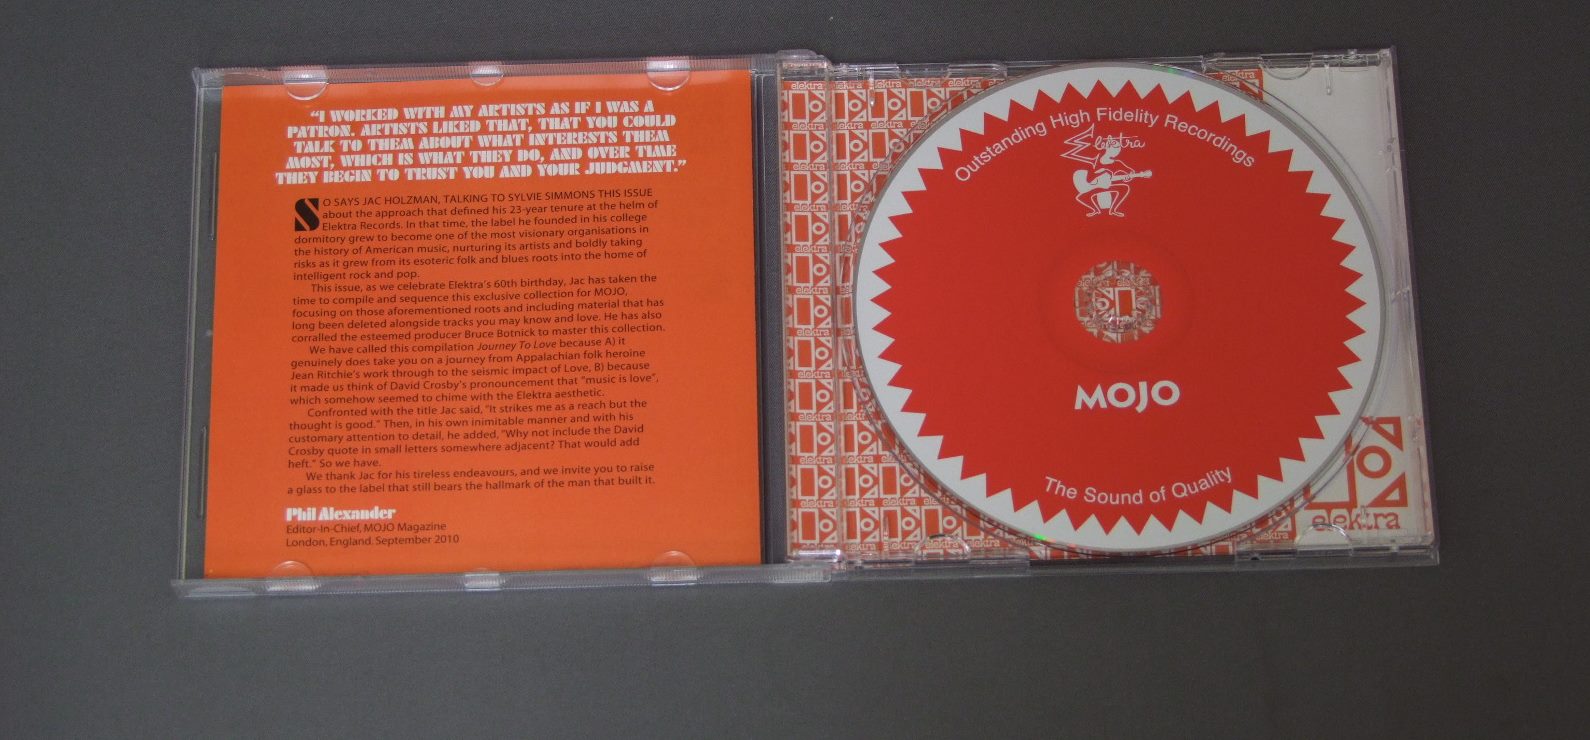 “I WORKED WITH MY ARTISTS AS IF I WAS A
PATRON. ARTISTS LIKED THAT, THAT YOU COULD
TALK TO THEM ABOUT WHAT INTERESTS THEM
MOST, WHICH IS WHAT THEY DO, AND OVER TIME
THEY BEGIN TO TRUST YOU AND YOUR JUDGMENT.”
SO SAYS JAC HOLZMAN, TALKING TO SYLVIE SIMMONS THIS ISSUE
about the approach that defined his 23-year tenure at the helm of
Elektra Records. In that time, the label he founded in his college
dormitory grew to become one of the most visionary organisations in
the history of American music, nurturing its artists and boldly taking
risks as it grew from its esoteric folk and blues roots into the home of
intelligent rock and pop.
This issue, as we celebrate Elektra's 60th birthday, Jac has taken the
time to compile and sequence this exclusive collection for MOJO,
focusing on those aforementioned roots and including material that has
long been deleted alongside tracks you may know and love. He has also
corralled the esteemed producer Bruce Botnick to master this collection.
We have called this compilation Journey To Love because A) it
genuinely does take you on a journey from Appalachian folk heroine
Jean Ritchie's work through to the seismic impact of Love, B) because
it made us think of David Crosby's pronouncement that “music is love”,
which somehow seemed to chime with the Elektra aesthetic.
Confronted with the title Jac said, “It strikes me as a reach but the
thought is good.” Then, in his own inimitable manner and with his
customary attention to detail, he added, “Why not include the David
Crosby quote in small letters somewhere adjacent? That would add
heft.” So we have.
We thank Jac for his tireless endeavours, and we invite you to raise
a glass to the label that still bears the hallmark of the man that built it.
Phil Alexander
Editor-In-Chief, MOJO Magazine
London, England. September 2010
Outstanding High Fidelity Recordings
Elektra
MOJO
The Sound of Quality
elektra